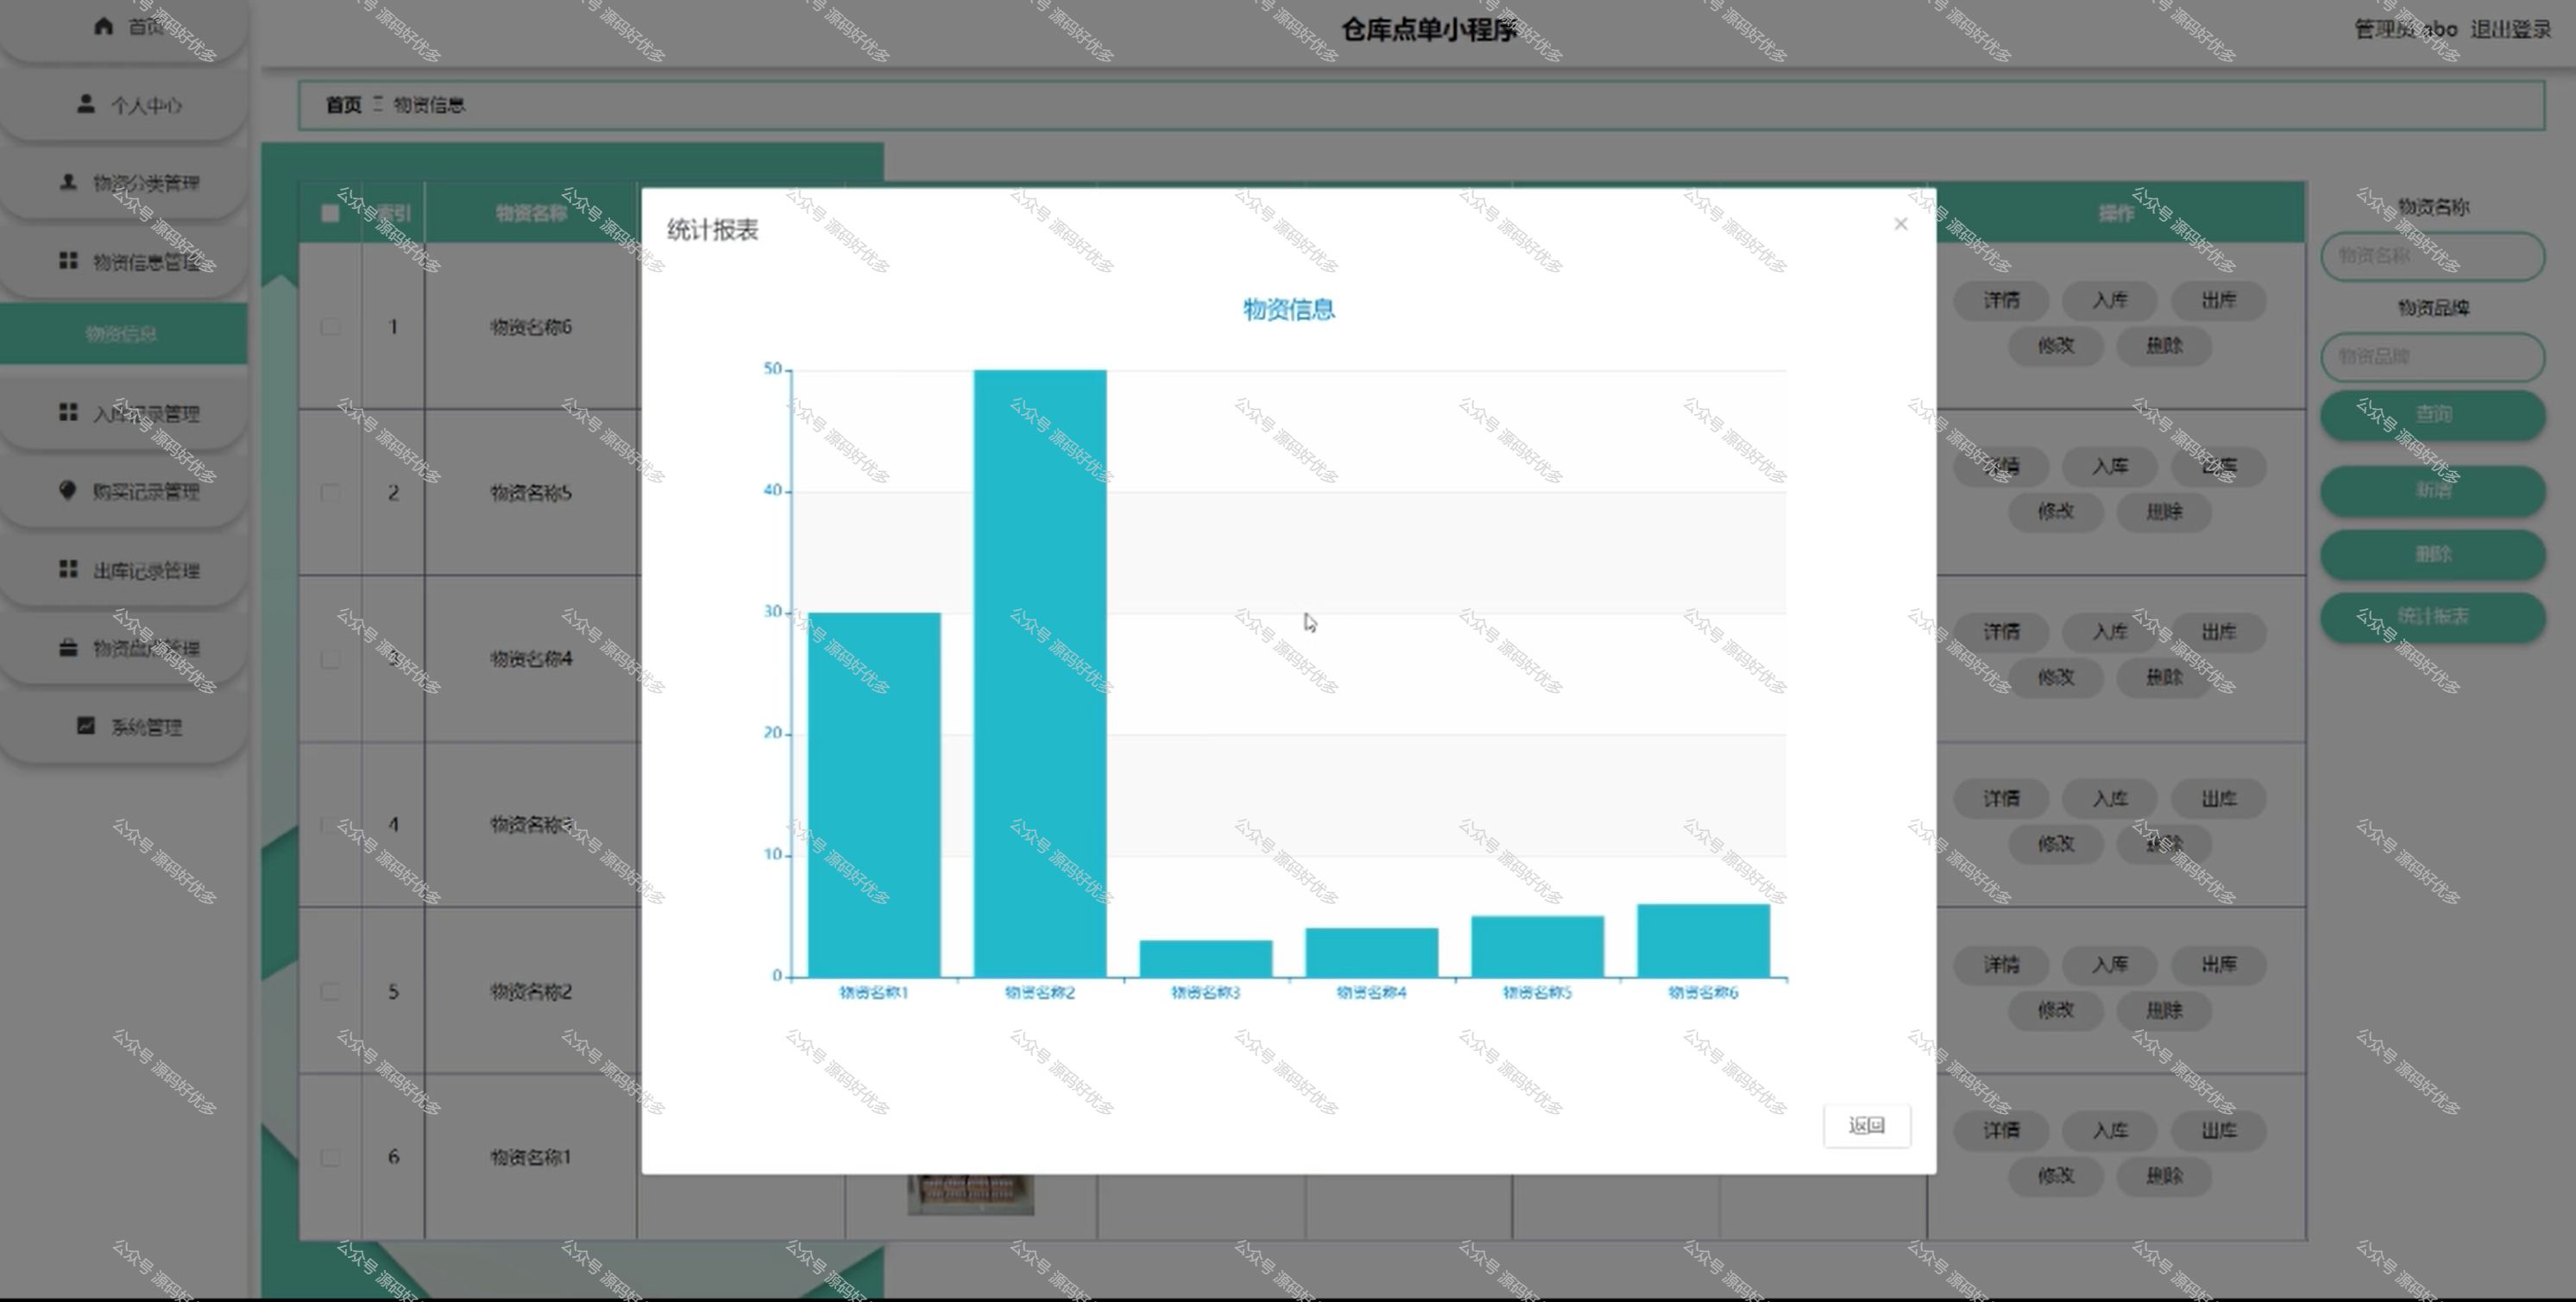 首页
个人中心
物资分类管理
物资信息管理
物资信息
入库记录管理
购买记录管理
出库记录管理
物资盘点管理
系统管理
仓库点单小程序
管理员 abo 退出登录
首页 物资信息
索引 物资名称 操作
1 物资名称6 详情 入库 出库
修改 删除
2 物资名称5 详情 入库 出库
修改 删除
3 物资名称4 详情 入库 出库
修改 删除
4 物资名称3 详情 入库 出库
修改 删除
5 物资名称2 详情 入库 出库
修改 删除
6 物资名称1 详情 入库 出库
修改 删除
统计报表
×
物资信息
50
40
30
20
10
0
物资名称1 物资名称2 物资名称3 物资名称4 物资名称5 物资名称6
返回
物资名称
物资名称
物资品牌
物资品牌
查询
新增
删除
统计报表
公众号 源码好优多